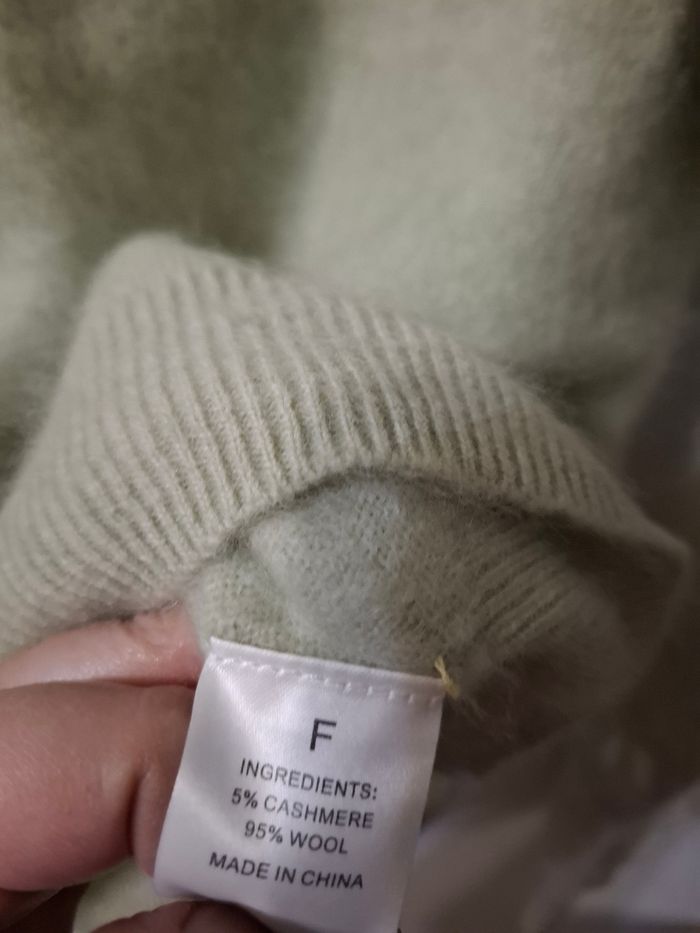 F
INGREDIENTS:
5% CASHMERE
95% WOOL
MADE IN CHINA